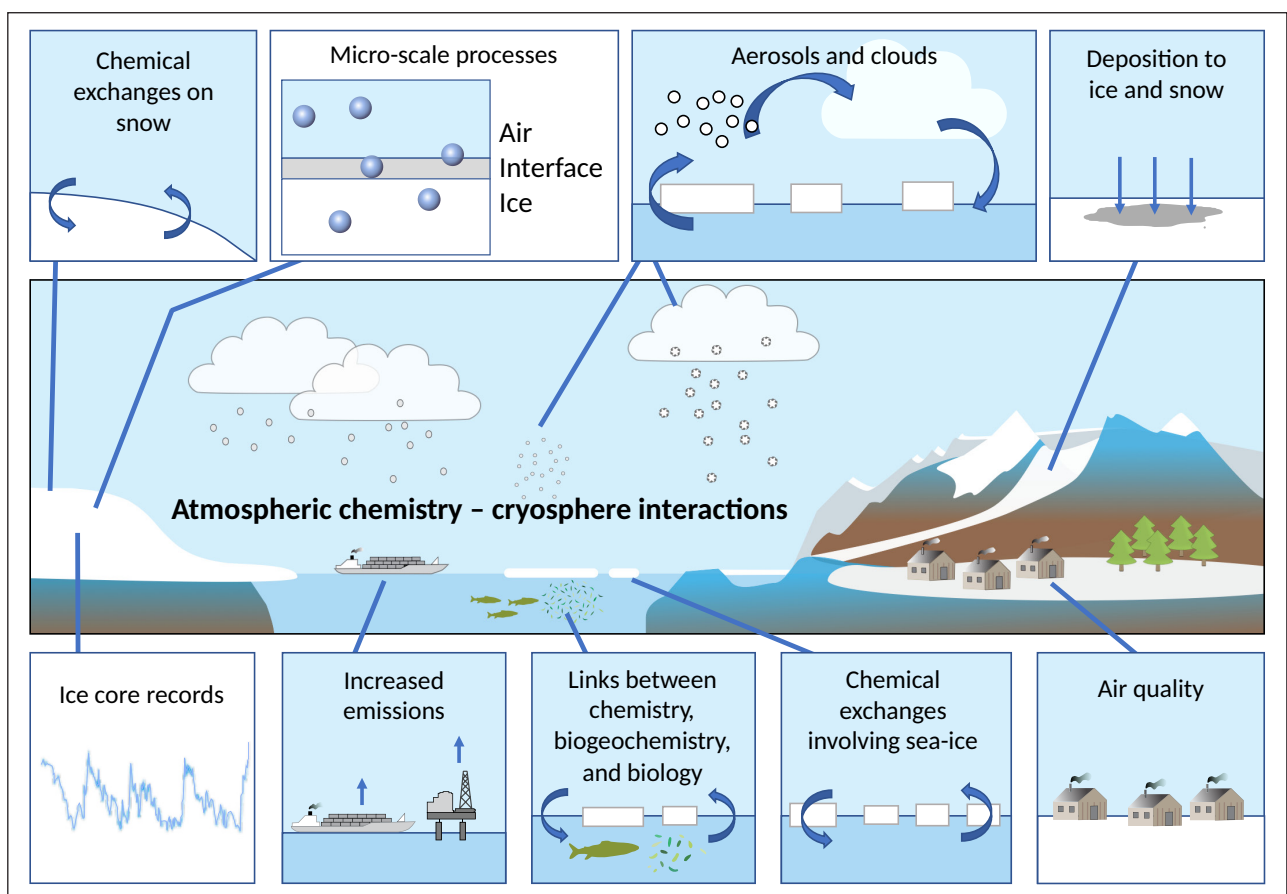 Chemical
exchanges on
snow
Micro-scale processes
Air
Interface
Ice
Aerosols and clouds
Deposition to
ice and snow
Atmospheric chemistry – cryosphere interactions
Ice core records
Increased
emissions
Links between
chemistry,
biogeochemistry,
and biology
Chemical
exchanges
involving sea-ice
Air quality